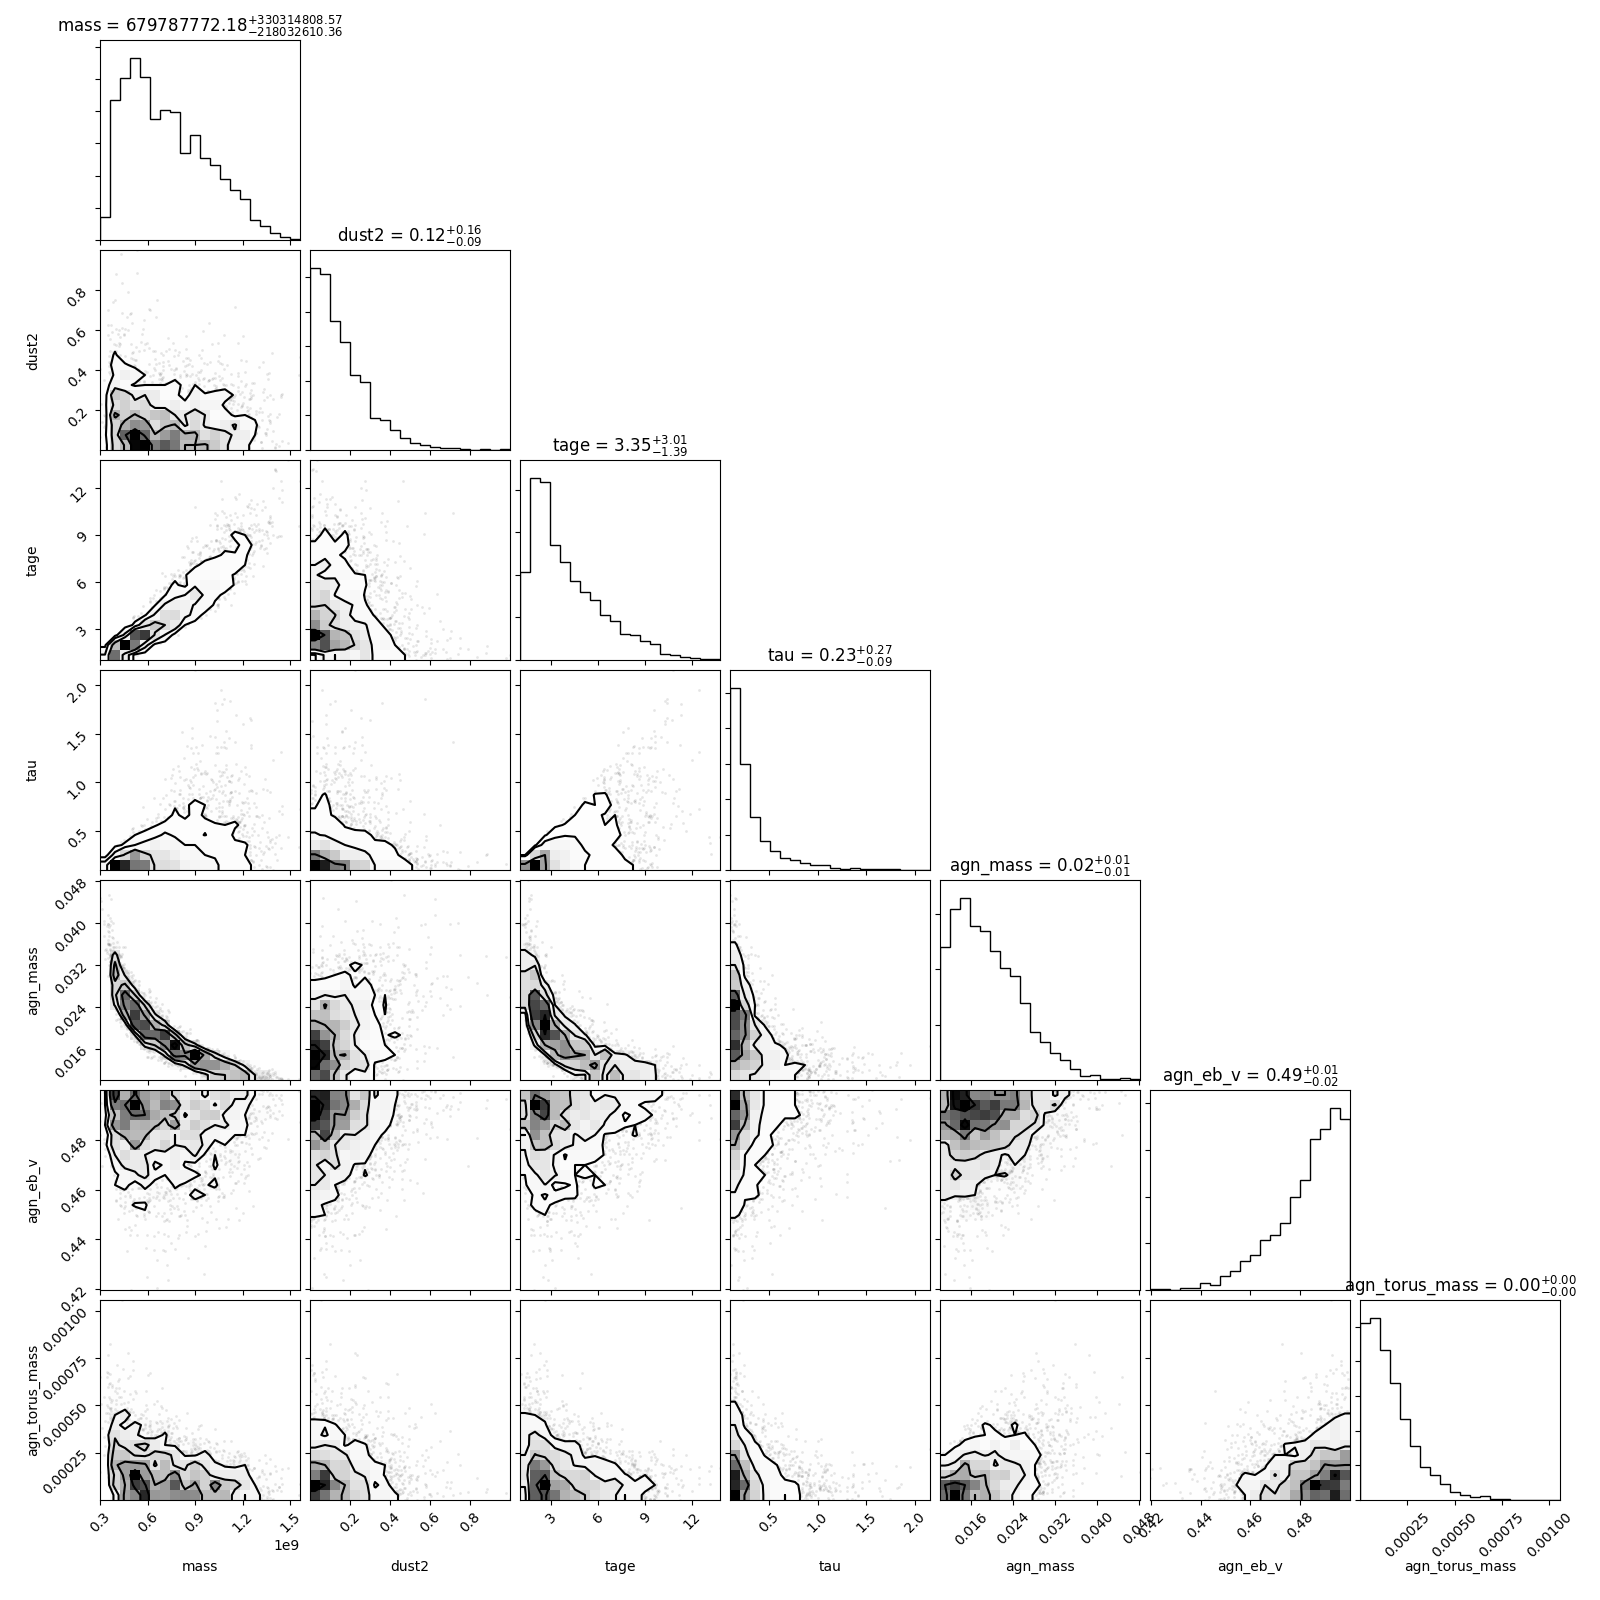 mass = 679787772.18+330314808.57 −218032610.36
dust2 = 0.12+0.16 −0.09
dust2
0.8
0.6
0.4
0.2
tage = 3.35+3.01 −1.39
tage
12
9
6
3
tau = 0.23+0.27 −0.09
tau
2.0
1.5
1.0
0.5
agn_mass = 0.02+0.01 −0.01
agn_mass
0.048
0.040
0.032
0.024
0.016
agn_eb_v = 0.49+0.01 −0.02
agn_eb_v
0.48
0.46
0.44
0.42
agn_torus_mass = 0.00+0.00 −0.00
agn_torus_mass
0.00100
0.00075
0.00050
0.00025
0.3 0.6 0.9 1.2 1.5
0.2 0.4 0.6 0.8
3 6 9 12
0.5 1.0 1.5 2.0
0.016 0.024 0.032 0.040 0.048
0.42 0.44 0.46 0.48
0.00025 0.00050 0.00075 0.00100
1e9
mass dust2 tage tau agn_mass agn_eb_v agn_torus_mass